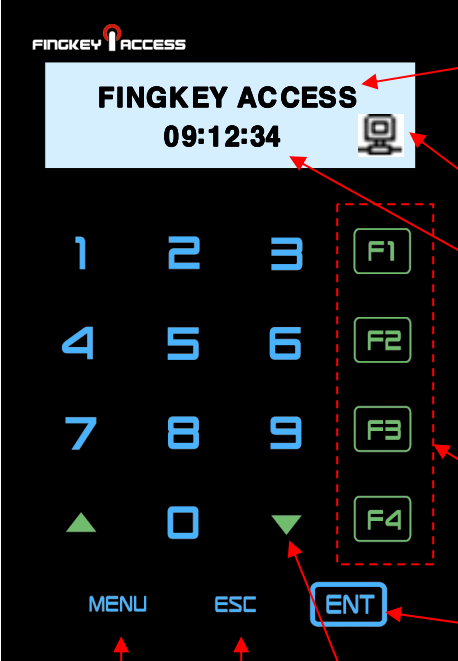 FINGKEY ACCESS
FINGKEY ACCESS
09:12:34
1 2 3 F1
4 5 6 F2
7 8 9 F3
0 F4
MENU ESC ENT